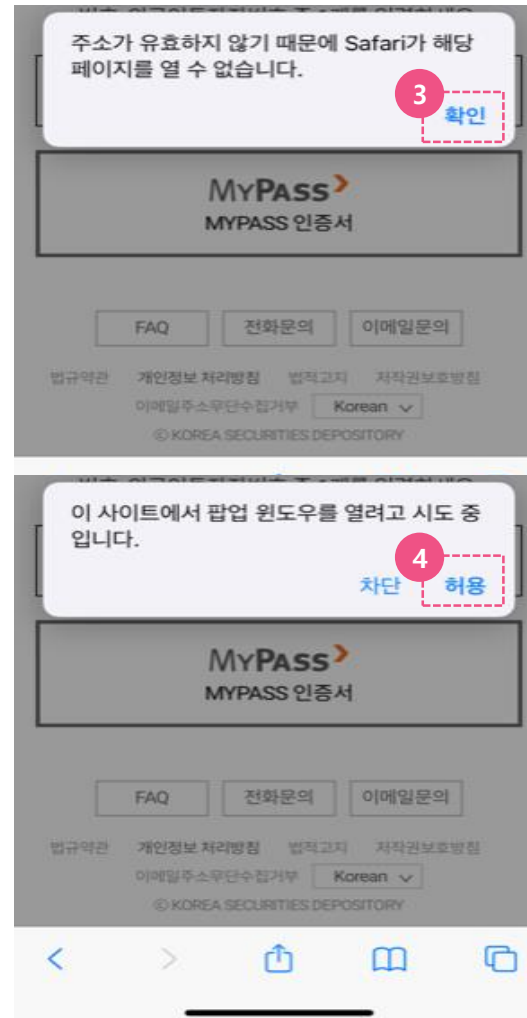 주소가 유효하지 않기 때문에 Safari가 해당
페이지를 열 수 없습니다.
3
확인
MYPASS
MYPASS 인증서
FAQ 전화문의 이메일문의
법규약관 개인정보 처리방침 법적고지 저작권보호방침
이메일주소무단수집거부 Korean
© KOREA SECURITIES DEPOSITORY
이 사이트에서 팝업 윈도우를 열려고 시도 중
입니다.
4
차단 허용
MYPASS
MYPASS 인증서
FAQ 전화문의 이메일문의
법규약관 개인정보 처리방침 법적고지 저작권보호방침
이메일주소무단수집거부 Korean
© KOREA SECURITIES DEPOSITORY